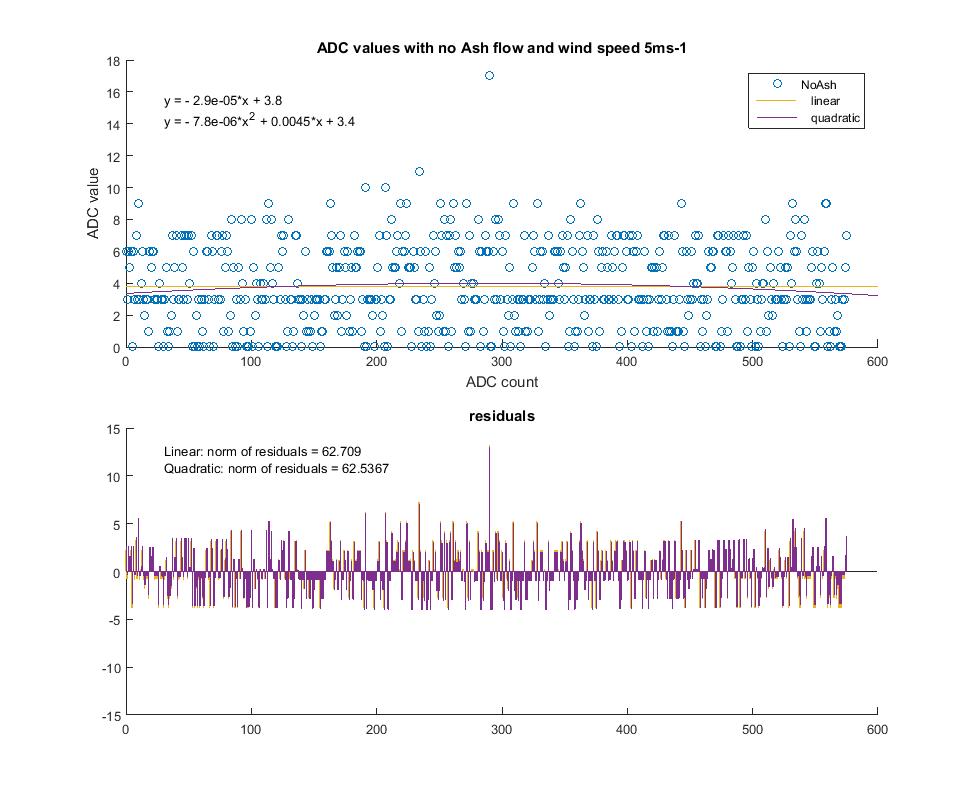 ADC values with no Ash flow and wind speed 5ms-1
18
16
14
12
10
8
6
4
2
0
ADC value
y = - 2.9e-05*x + 3.8
y = - 7.8e-06*x2 + 0.0045*x + 3.4
NoAsh
linear
quadratic
0 100 200 300 400 500 600
ADC count
residuals
15
10
5
0
-5
-10
-15
Linear: norm of residuals = 62.709
Quadratic: norm of residuals = 62.5367
0 100 200 300 400 500 600